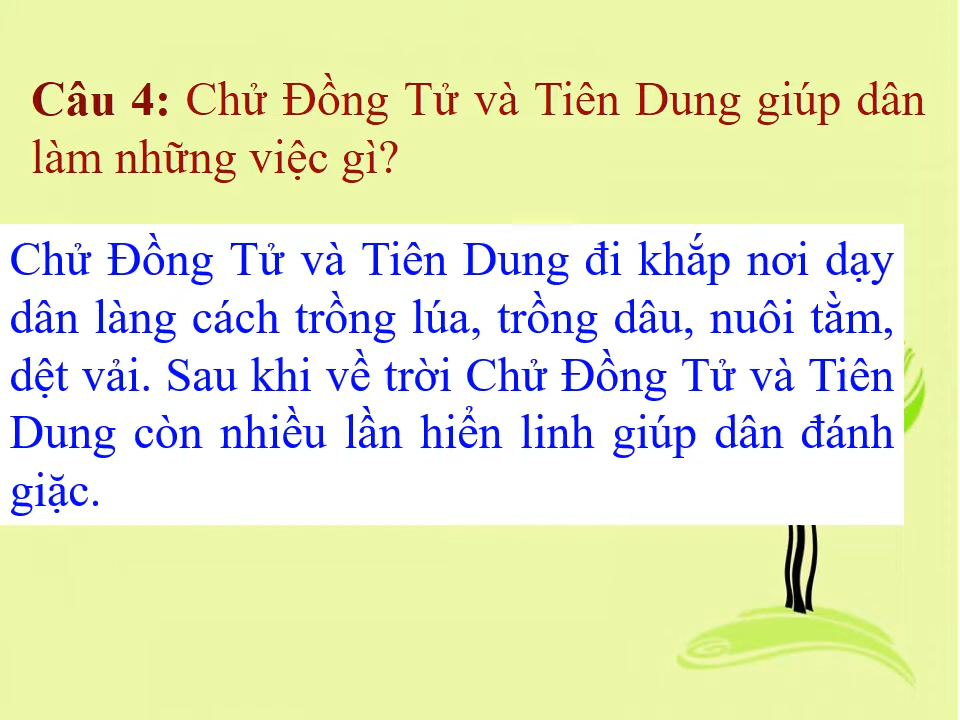 Câu 4: Chử Đồng Tử và Tiên Dung giúp dân
làm những việc gì?
Chử Đồng Tử và Tiên Dung đi khắp nơi dạy
dân làng cách trồng lúa, trồng dâu, nuôi tằm,
dệt vải. Sau khi về trời Chử Đồng Tử và Tiên
Dung còn nhiều lần hiển linh giúp dân đánh
giặc.